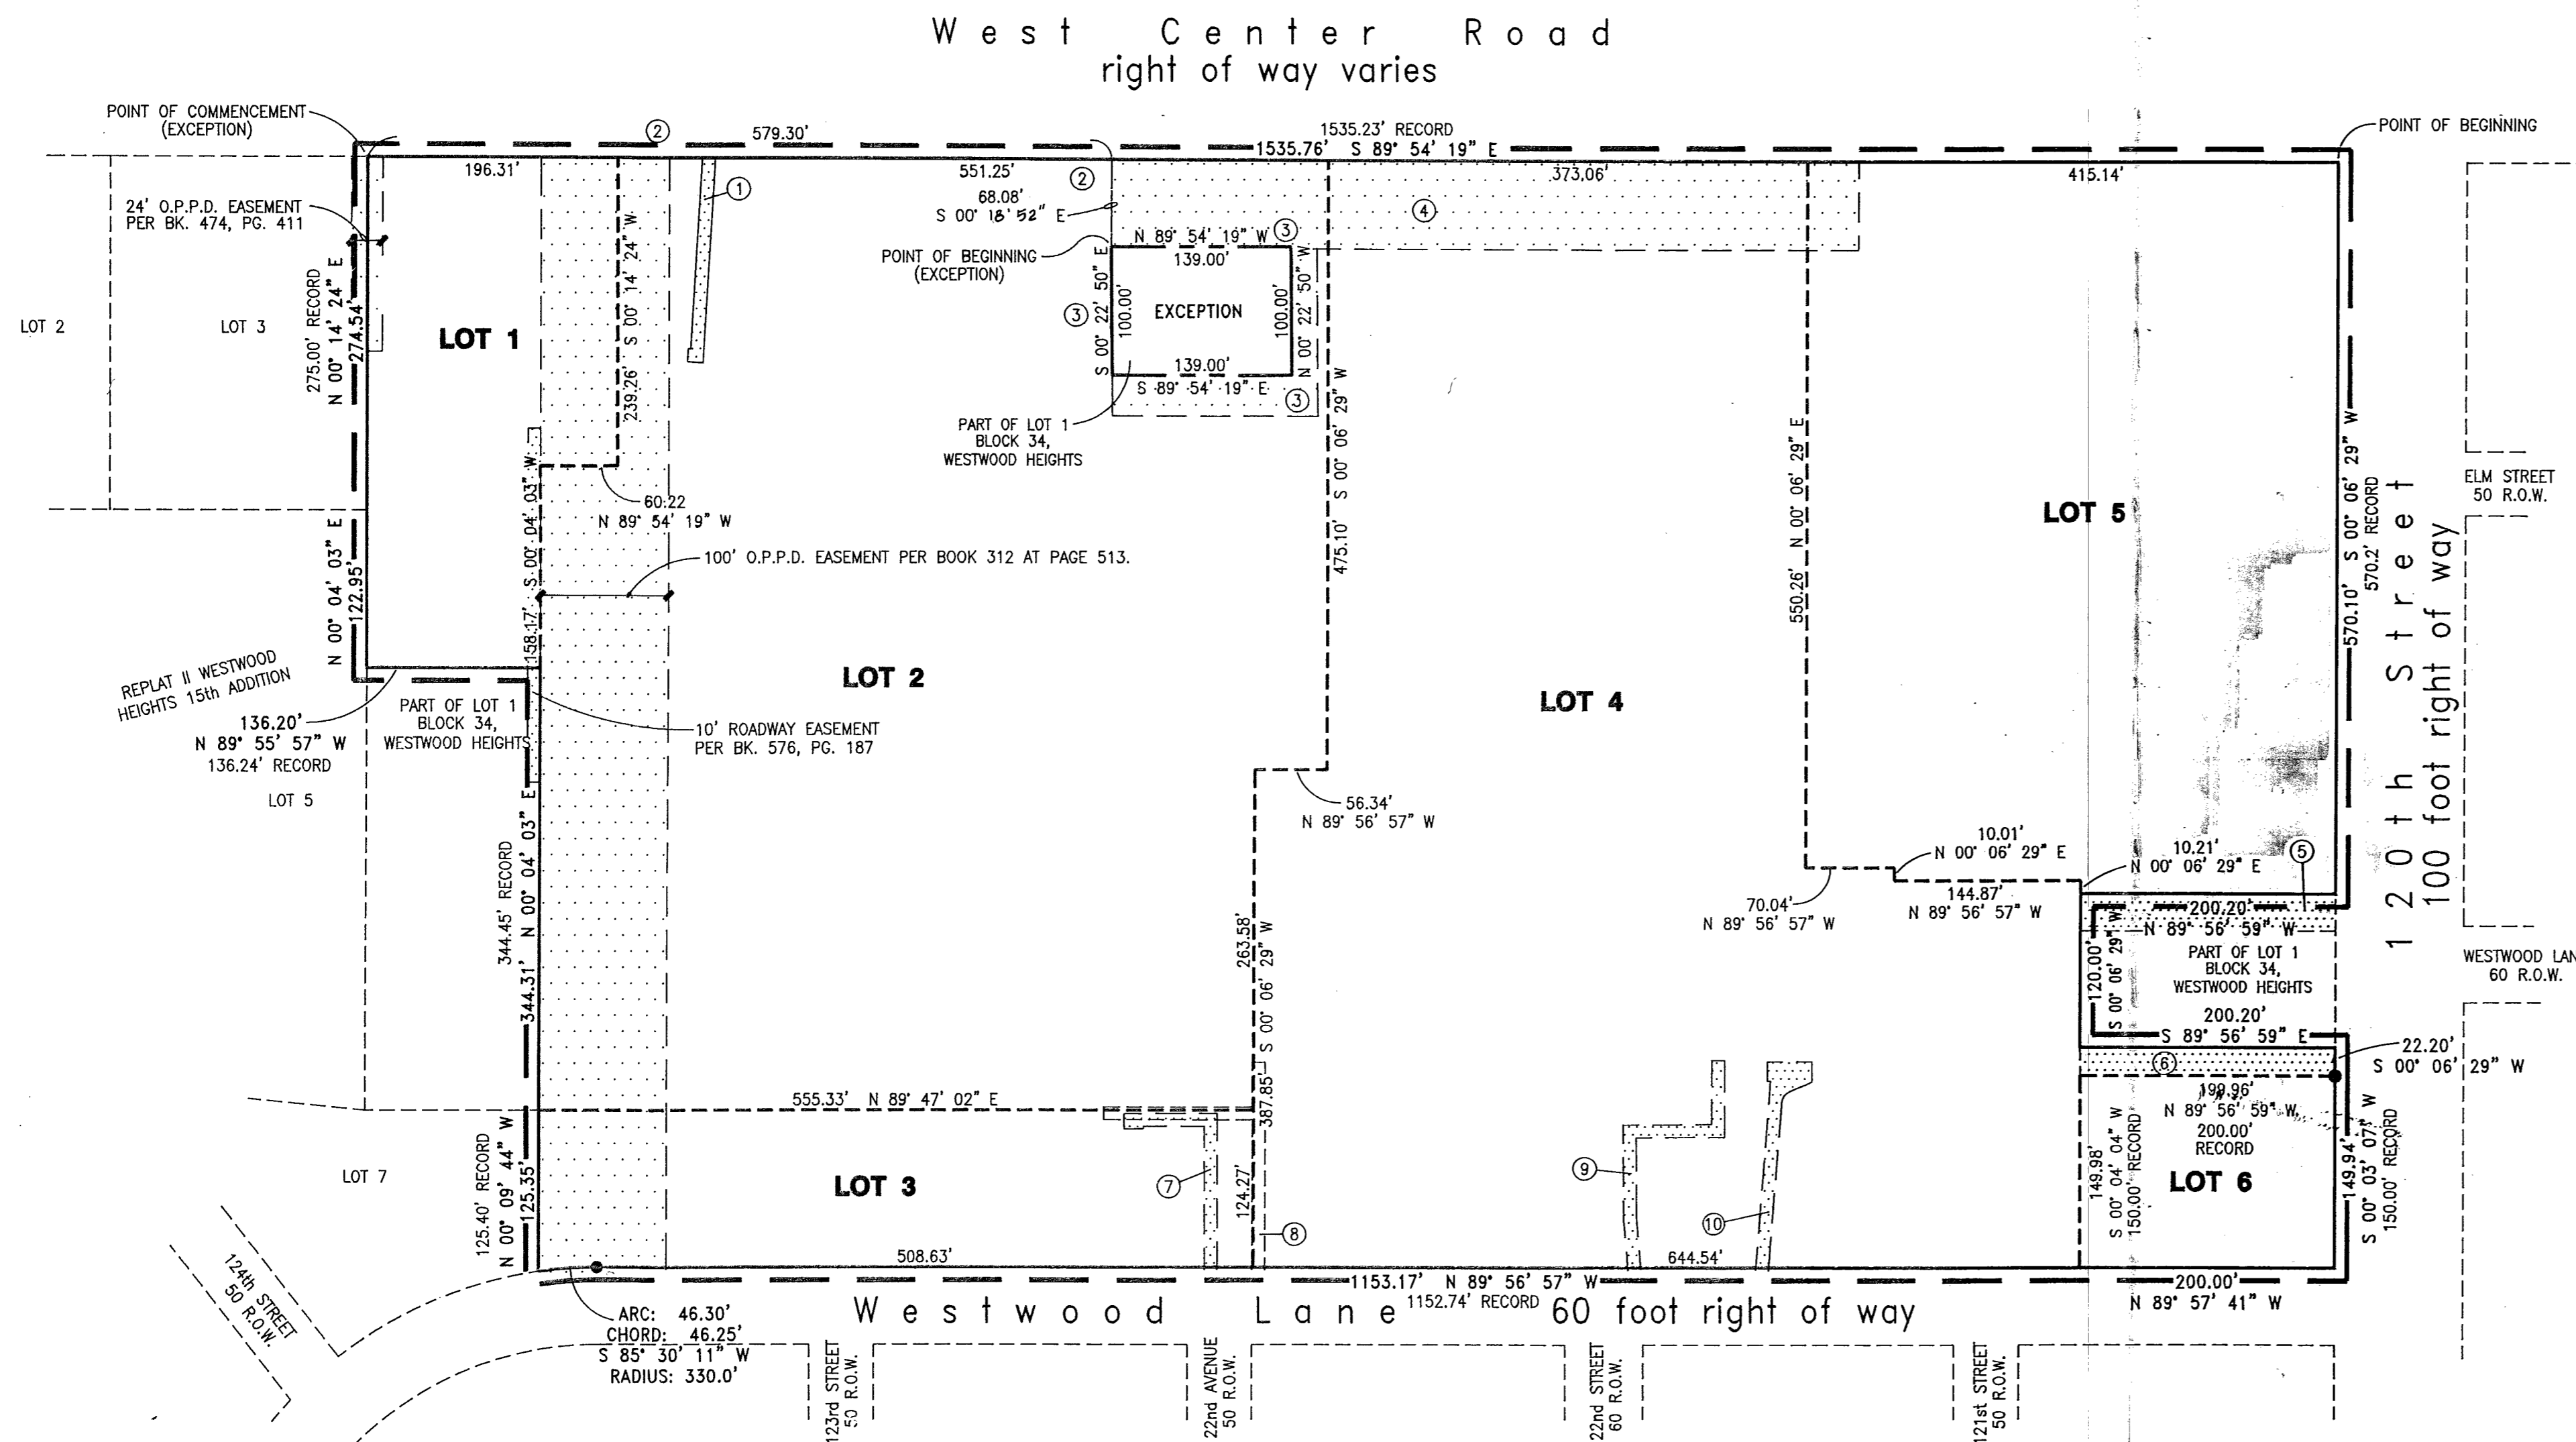 West Center Road
right of way varies
POINT OF COMMENCEMENT
(EXCEPTION)
②
579.30'
1535.23' RECORD
1535.76' S 89° 54' 19" E
POINT OF BEGINNING
196.31'
551.25'
②
373.06'
415.14'
①
68.08'
S 00° 18' 52" E
④
24' O.P.P.D. EASEMENT
PER BK. 474, PG. 411
POINT OF BEGINNING
(EXCEPTION)
N 89° 54' 19" W
③
139.00'
S 00° 22' 50" E
100.00'
③
EXCEPTION
100.00'
N 00° 22' 50" W
139.00'
S 89° 54' 19" E
③
PART OF LOT 1
BLOCK 34,
WESTWOOD HEIGHTS
LOT 2
LOT 3
275.00' RECORD
N 00° 14' 24" E
274.54'
LOT 1
239.26' S 00° 14' 24" W
60.22
N 89° 54' 19" W
158.17' S 00° 04' 03" W
100' O.P.P.D. EASEMENT PER BOOK 312 AT PAGE 513.
475.10' S 00° 06' 29" W
550.26' N 00° 06' 29" E
LOT 5
570.10' S 00° 06' 29" W
570.2' RECORD
120th Street
100 foot right of way
ELM STREET
50 R.O.W.
N 00° 04' 03" E
122.95'
REPLAT II WESTWOOD
HEIGHTS 15th ADDITION
136.20'
N 89° 55' 57" W
136.24' RECORD
PART OF LOT 1
BLOCK 34,
WESTWOOD HEIGHTS
LOT 2
LOT 4
10' ROADWAY EASEMENT
PER BK. 576, PG. 187
LOT 5
56.34'
N 89° 56' 57" W
344.45' RECORD
344.31' N 00° 04' 03" E
263.58'
387.85' S 00° 06' 29" W
70.04'
N 89° 56' 57" W
10.01'
N 00° 06' 29" E
144.87'
N 89° 56' 57" W
10.21'
N 00° 06' 29" E
⑤
200.20'
N 89° 56' 59" W
120.00'
S 00° 06' 29" W
PART OF LOT 1
BLOCK 34,
WESTWOOD HEIGHTS
200.20'
S 89° 56' 59" E
WESTWOOD LAN
60 R.O.W.
22.20'
S 00° 06' 29" W
⑥
199.96'
N 89° 56' 59" W
200.00'
RECORD
LOT 6
149.98'
S 00° 04' 04" W
150.00' RECORD
149.94'
S 00° 03' 07" W
150.00' RECORD
555.33' N 89° 47' 02" E
LOT 7
125.40' RECORD
N 00° 09' 44" W
125.35'
LOT 3
⑦
124.27'
⑧
⑨
⑩
508.63'
644.54'
1153.17' N 89° 56' 57" W
1152.74' RECORD
200.00'
N 89° 57' 41" W
Westwood Lane 60 foot right of way
ARC: 46.30'
CHORD: 46.25'
S 85° 30' 11" W
RADIUS: 330.0'
124th STREET
50 R.O.W.
123rd STREET
50 R.O.W.
22nd AVENUE
50 R.O.W.
22nd STREET
60 R.O.W.
121st STREET
50 R.O.W.